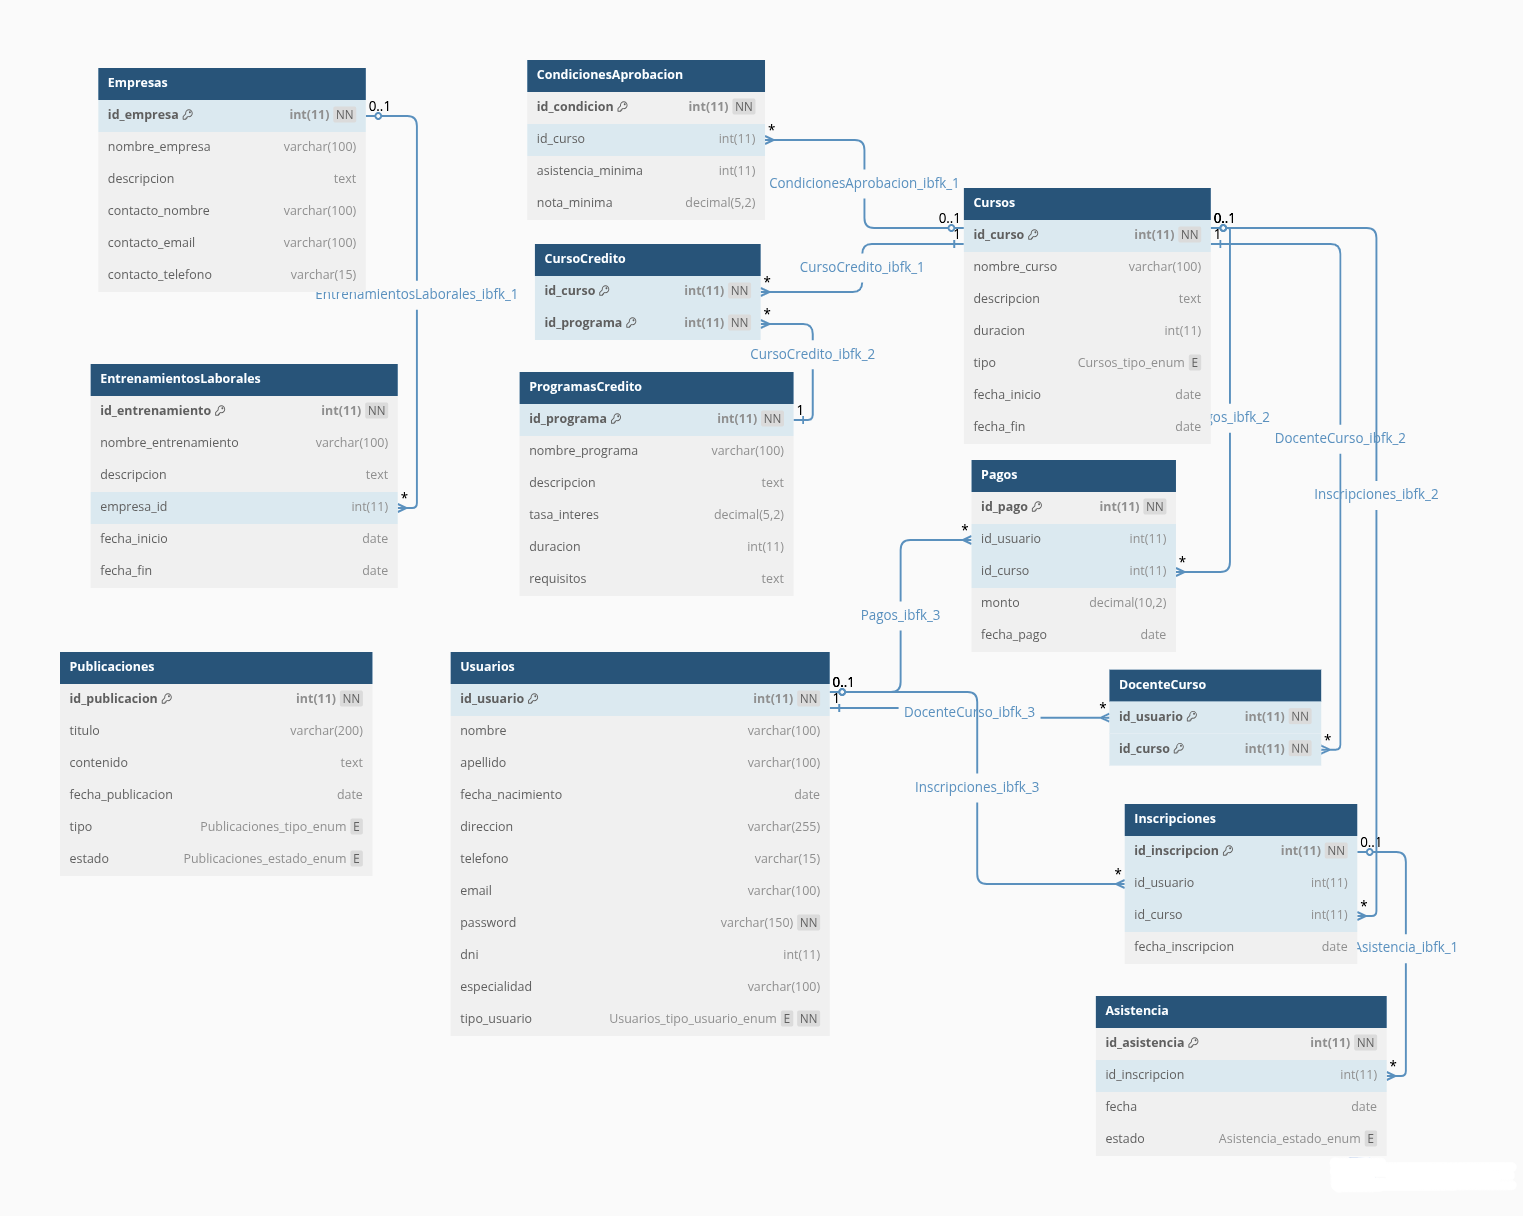 Empresas
id_empresa int(11) NN
nombre_empresa varchar(100)
descripcion text
contacto_nombre varchar(100)
contacto_email varchar(100)
contacto_telefono varchar(15)
0..1
EntrenamientosLaborales_ibfk_1
EntrenamientosLaborales
id_entrenamiento int(11) NN
nombre_entrenamiento varchar(100)
descripcion text
empresa_id int(11)
fecha_inicio date
fecha_fin date
*
Publicaciones
id_publicacion int(11) NN
titulo varchar(200)
contenido text
fecha_publicacion date
tipo Publicaciones_tipo_enum E
estado Publicaciones_estado_enum E
CondicionesAprobacion
id_condicion int(11) NN
id_curso int(11)
asistencia_minima int(11)
nota_minima decimal(5,2)
*
CondicionesAprobacion_ibfk_1
0..1
1
CursoCredito
id_curso int(11) NN
id_programa int(11) NN
*
*
CursoCredito_ibfk_1
CursoCredito_ibfk_2
ProgramasCredito
id_programa int(11) NN
nombre_programa varchar(100)
descripcion text
tasa_interes decimal(5,2)
duracion int(11)
requisitos text
1
Usuarios
id_usuario int(11) NN
nombre varchar(100)
apellido varchar(100)
fecha_nacimiento date
direccion varchar(255)
telefono varchar(15)
email varchar(100)
password varchar(150) NN
dni int(11)
especialidad varchar(100)
tipo_usuario Usuarios_tipo_usuario_enum E NN
0..1
1
Pagos_ibfk_3
DocenteCurso_ibfk_3
Inscripciones_ibfk_3
Cursos
id_curso int(11) NN
nombre_curso varchar(100)
descripcion text
duracion int(11)
tipo Cursos_tipo_enum E
fecha_inicio date
fecha_fin date
0..1
1
gos_ibfk_2
DocenteCurso_ibfk_2
Inscripciones_ibfk_2
Pagos
id_pago int(11) NN
id_usuario int(11)
id_curso int(11)
monto decimal(10,2)
fecha_pago date
*
*
DocenteCurso
id_usuario int(11) NN
id_curso int(11) NN
*
*
Inscripciones
id_inscripcion int(11) NN
id_usuario int(11)
id_curso int(11)
fecha_inscripcion date
0..1
*
*
Asistencia_ibfk_1
Asistencia
id_asistencia int(11) NN
id_inscripcion int(11)
fecha date
estado Asistencia_estado_enum E
*